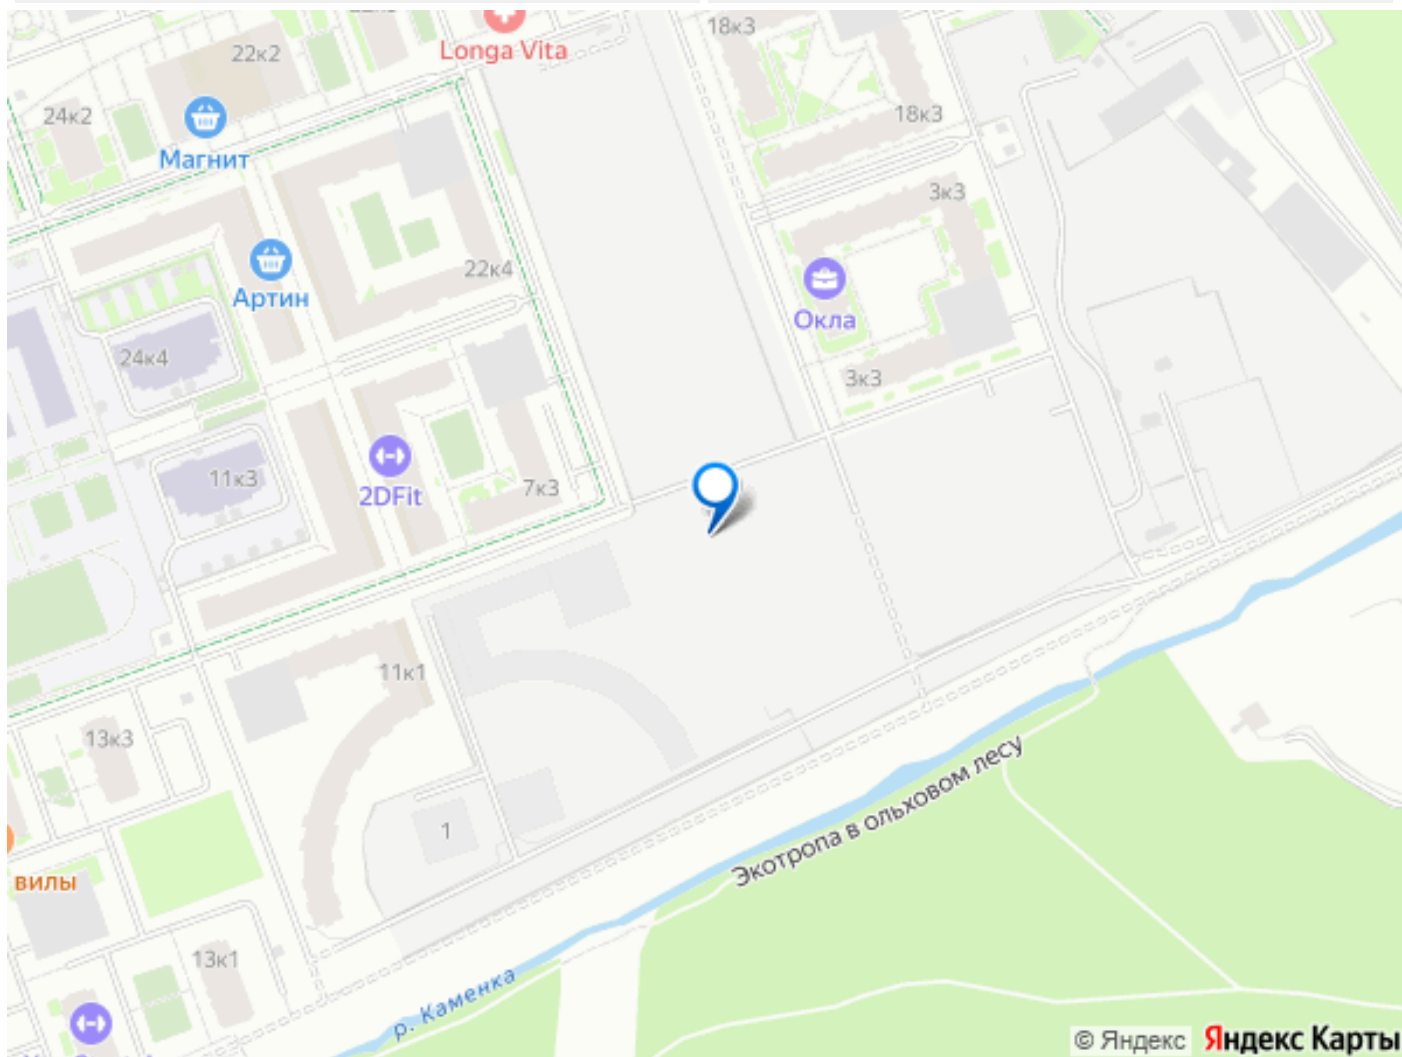 18к3
22к2
Longa Vita
24к2
18к3
Магнит
3к3
22к4
Артин
Окла
24к4
3к3
11к3
2DFit
7к3
11к1
13к3
1
Экотропа в ольховом лесу
вилы
13к1
р. Каменка
© Яндекс Яндекс Карты